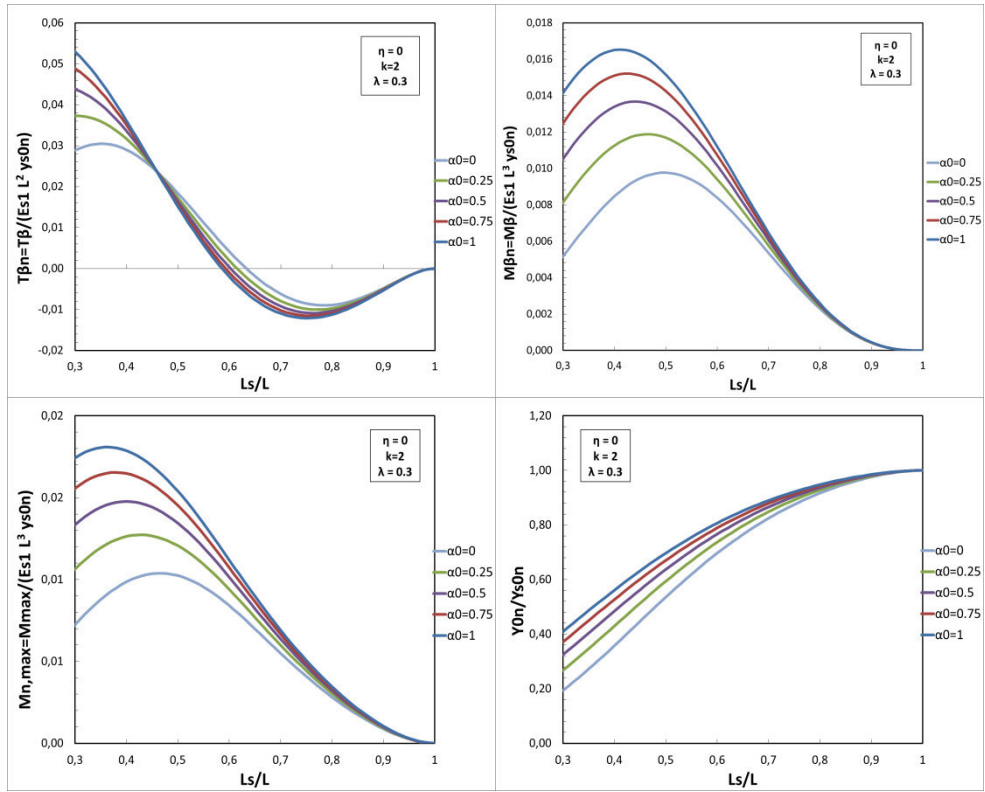 0,06
0,05
0,04
0,03
0,02
0,01
0,00
-0,01
-0,02
Tβn=Tβ/(Es1 L² ys0n)
η = 0
k=2
λ = 0.3
α0=0
α0=0.25
α0=0.5
α0=0.75
α0=1
0,3 0,4 0,5 0,6 0,7 0,8 0,9 1
Ls/L
0,018
0,016
0,014
0,012
0,010
0,008
0,006
0,004
0,002
0,000
Mβn=Mβ/(Es1 L³ ys0n)
η = 0
k=2
λ = 0.3
α0=0
α0=0.25
α0=0.5
α0=0.75
α0=1
0,3 0,4 0,5 0,6 0,7 0,8 0,9 1
Ls/L
0,02
0,02
0,01
0,01
0,00
Mn,max=Mmax/(Es1 L³ ys0n)
η = 0
k=2
λ = 0.3
α0=0
α0=0.25
α0=0.5
α0=0.75
α0=1
0,3 0,4 0,5 0,6 0,7 0,8 0,9 1
Ls/L
1,20
1,00
0,80
0,60
0,40
0,20
0,00
Y0n/Ys0n
η = 0
k = 2
λ = 0.3
α0=0
α0=0.25
α0=0.5
α0=0.75
α0=1
0,3 0,4 0,5 0,6 0,7 0,8 0,9 1
Ls/L